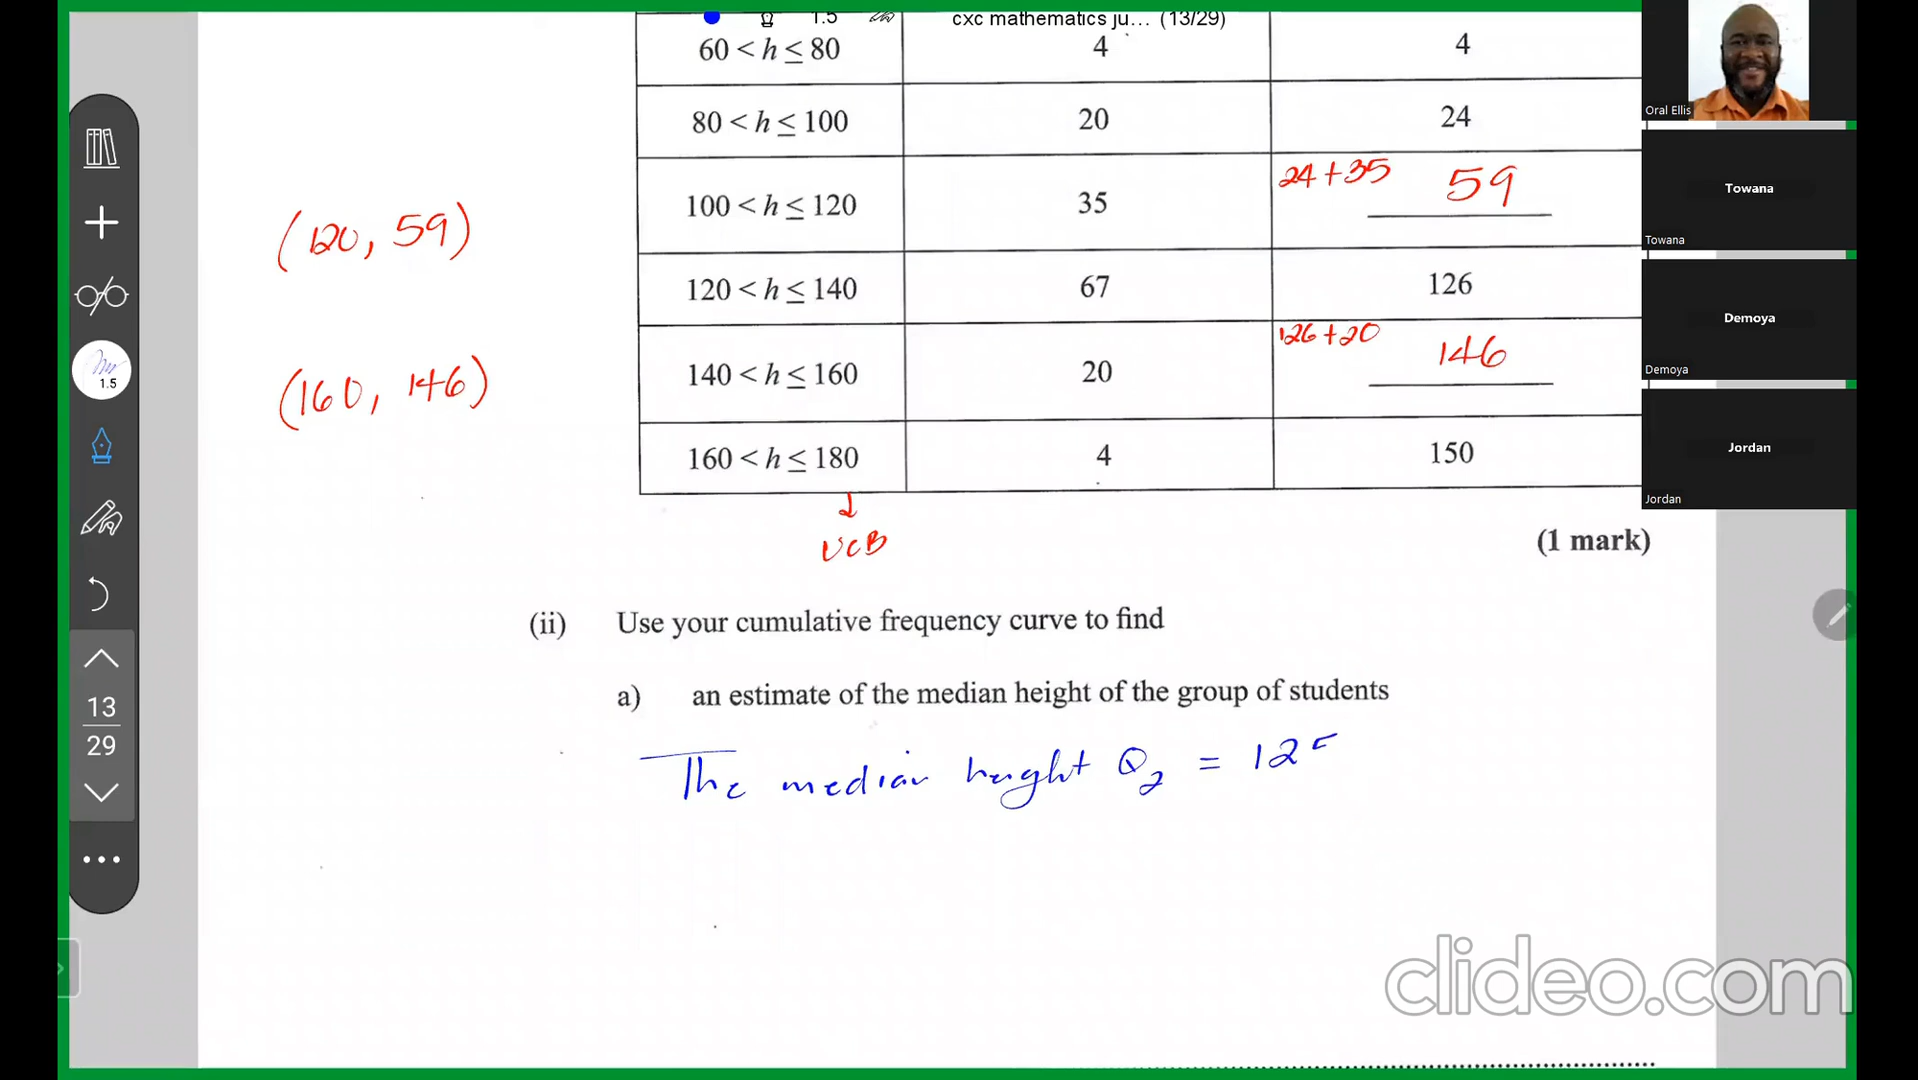 1.5 cxc mathematics ju... (13/29)
60 < h ≤ 80 4 4
80 < h ≤ 100 20 24
100 < h ≤ 120 35 24+35 59
120 < h ≤ 140 67 126
140 < h ≤ 160 20 126+20 146
160 < h ≤ 180 4 150
UCB
(120, 59)
(160, 146)
(1 mark)
(ii) Use your cumulative frequency curve to find
a) an estimate of the median height of the group of students
The median height Q2 = 125
1.5
13
29
Oral Ellis
Towana
Towana
Demoya
Demoya
Jordan
Jordan
clideo.com